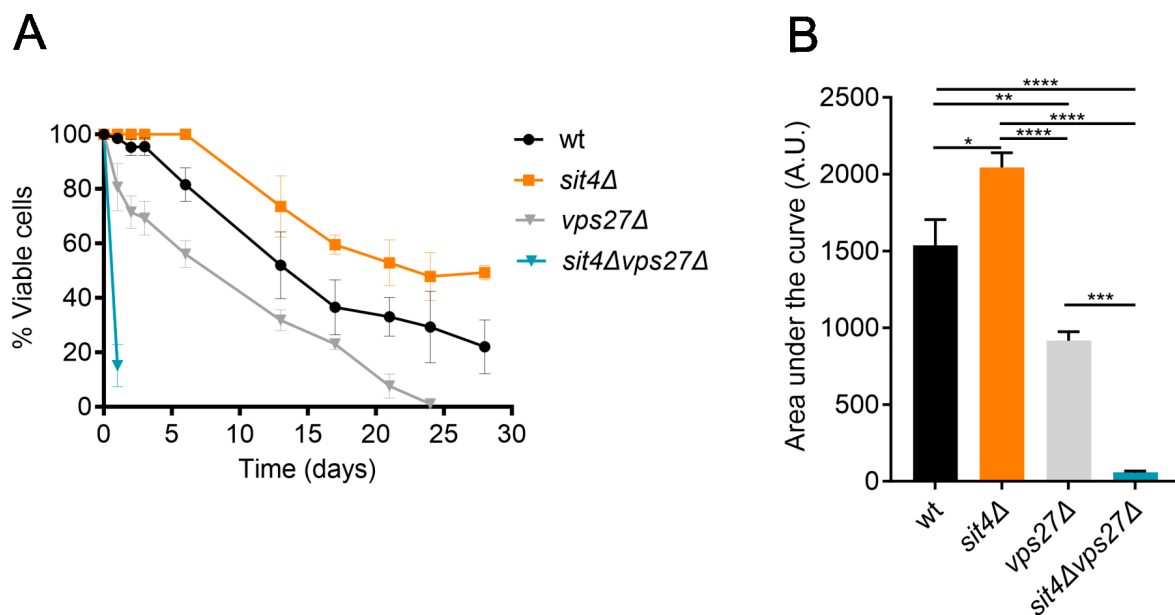 A
% Viable cells
100
80
60
40
20
0
0 5 10 15 20 25 30
Time (days)
wt
sit4Δ
vps27Δ
sit4Δvps27Δ
B
Area under the curve (A.U.)
2500
2000
1500
1000
500
0
****
**
****
****
*
***
wt
sit4Δ
vps27Δ
sit4Δvps27Δ